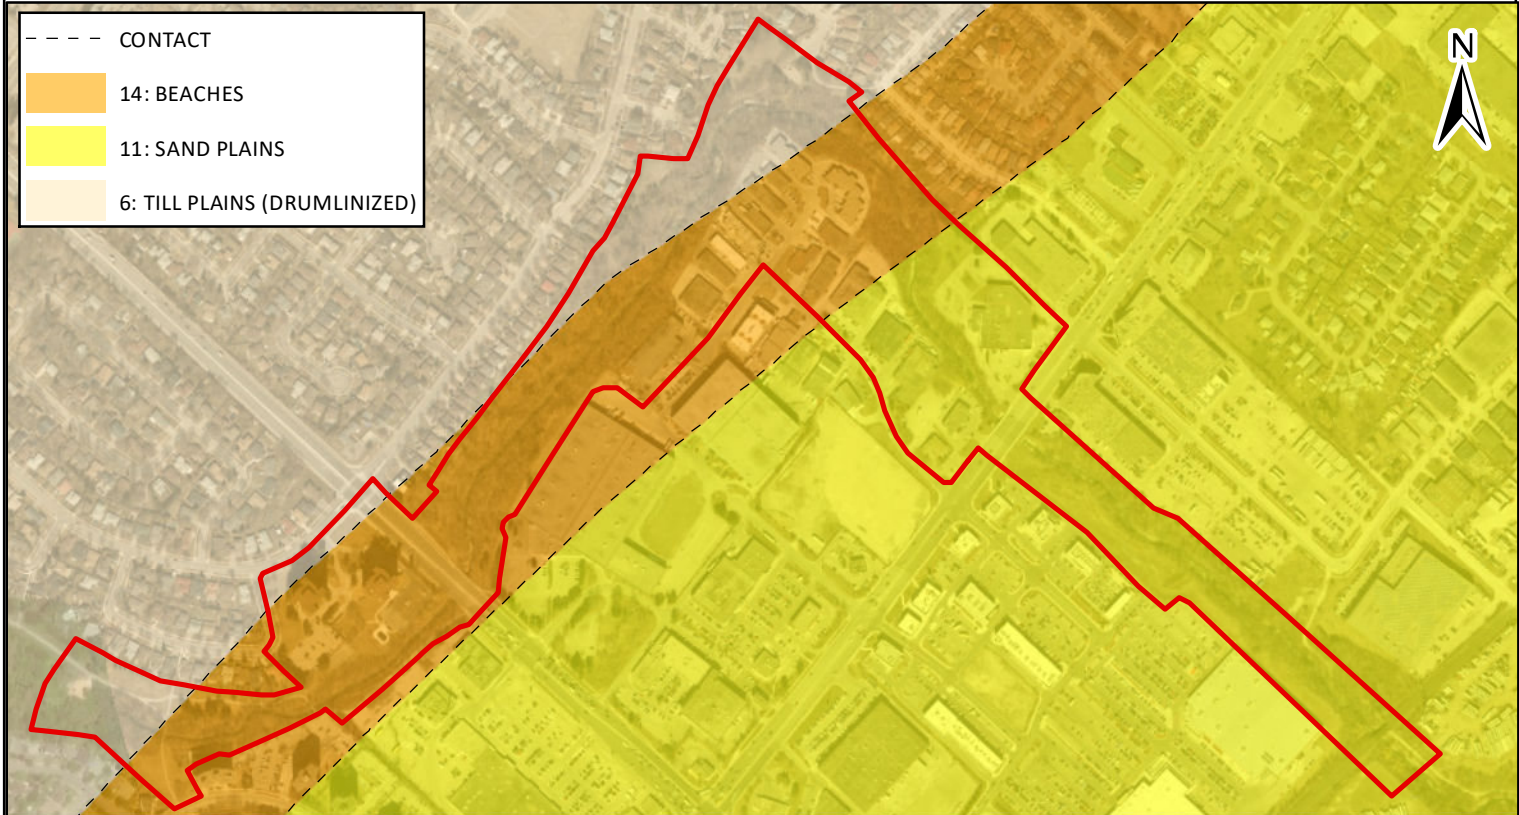 CONTACT
14: BEACHES
11: SAND PLAINS
6: TILL PLAINS (DRUMLINIZED)
N